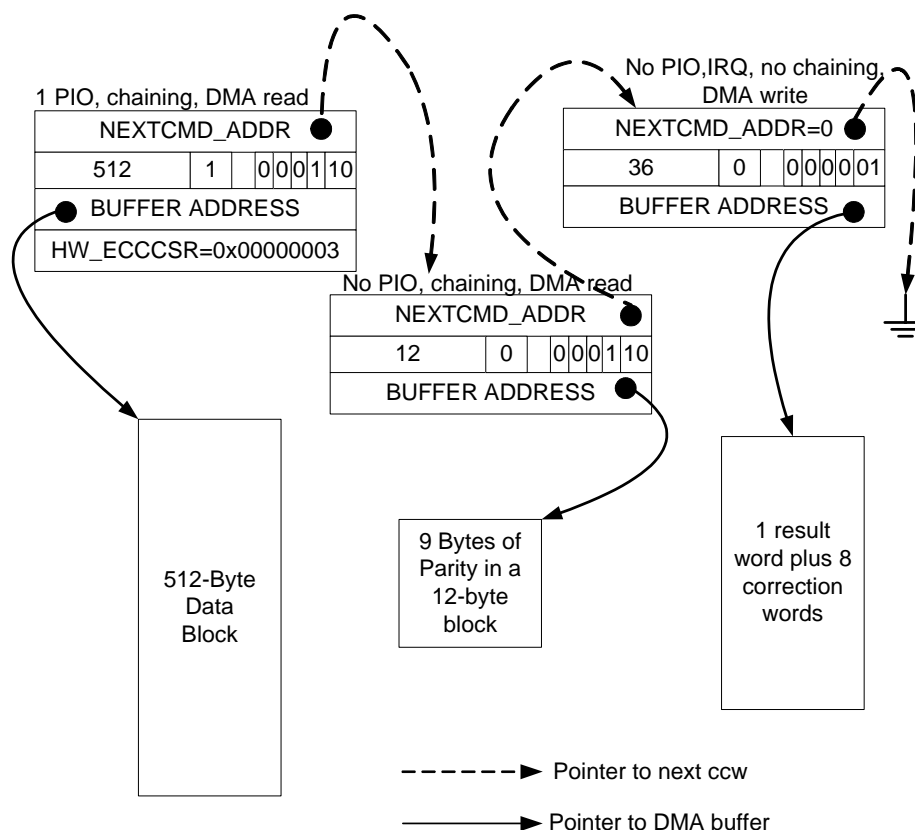 1 PIO, chaining, DMA read
NEXTCMD_ADDR
512 1 0 0 0 1 10
BUFFER ADDRESS
HW_ECCCSR=0x00000003
No PIO, chaining, DMA read
NEXTCMD_ADDR
12 0 0 0 0 1 10
BUFFER ADDRESS
No PIO,IRQ, no chaining,
DMA write
NEXTCMD_ADDR=0
36 0 0 0 0 0 01
BUFFER ADDRESS
512-Byte
Data
Block
9 Bytes of
Parity in a
12-byte
block
1 result
word plus 8
correction
words
Pointer to next ccw
Pointer to DMA buffer